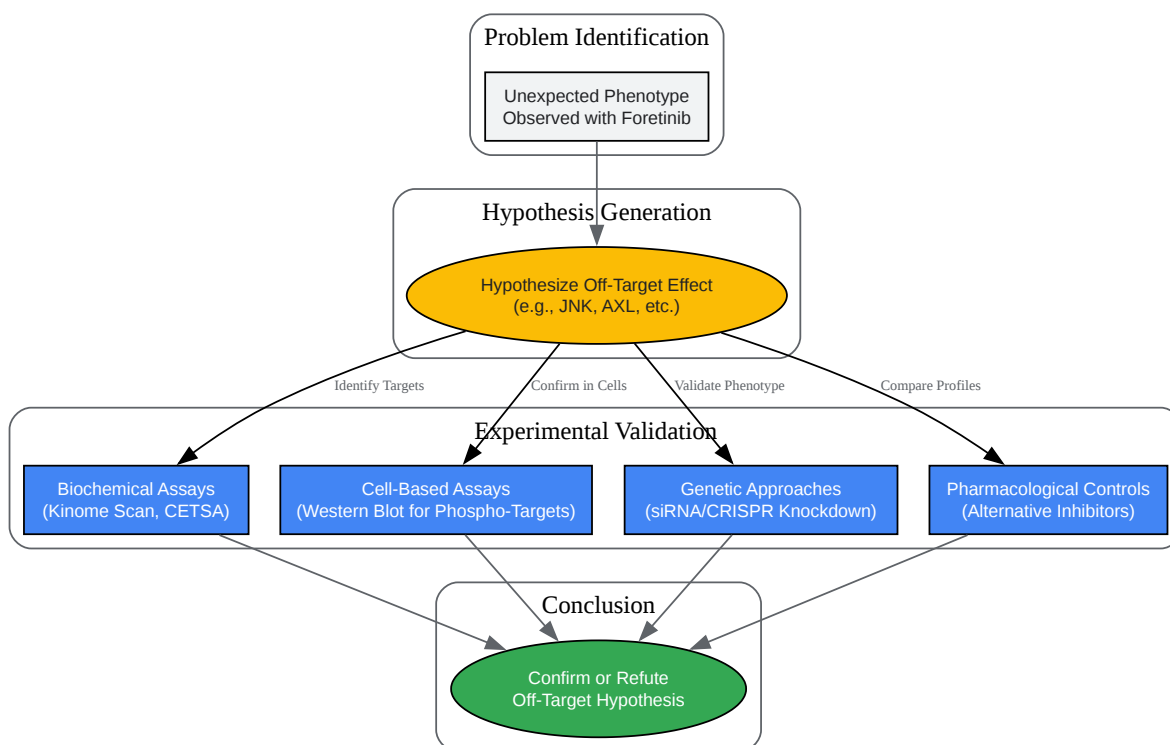 Problem Identification
Unexpected Phenotype
Observed with Foretinib
Hypothesis Generation
Hypothesize Off-Target Effect
(e.g., JNK, AXL, etc.)
Identify Targets
Confirm in Cells
Validate Phenotype
Compare Profiles
Experimental Validation
Biochemical Assays
(Kinome Scan, CETSA)
Cell-Based Assays
(Western Blot for Phospho-Targets)
Genetic Approaches
(siRNA/CRISPR Knockdown)
Pharmacological Controls
(Alternative Inhibitors)
Conclusion
Confirm or Refute
Off-Target Hypothesis